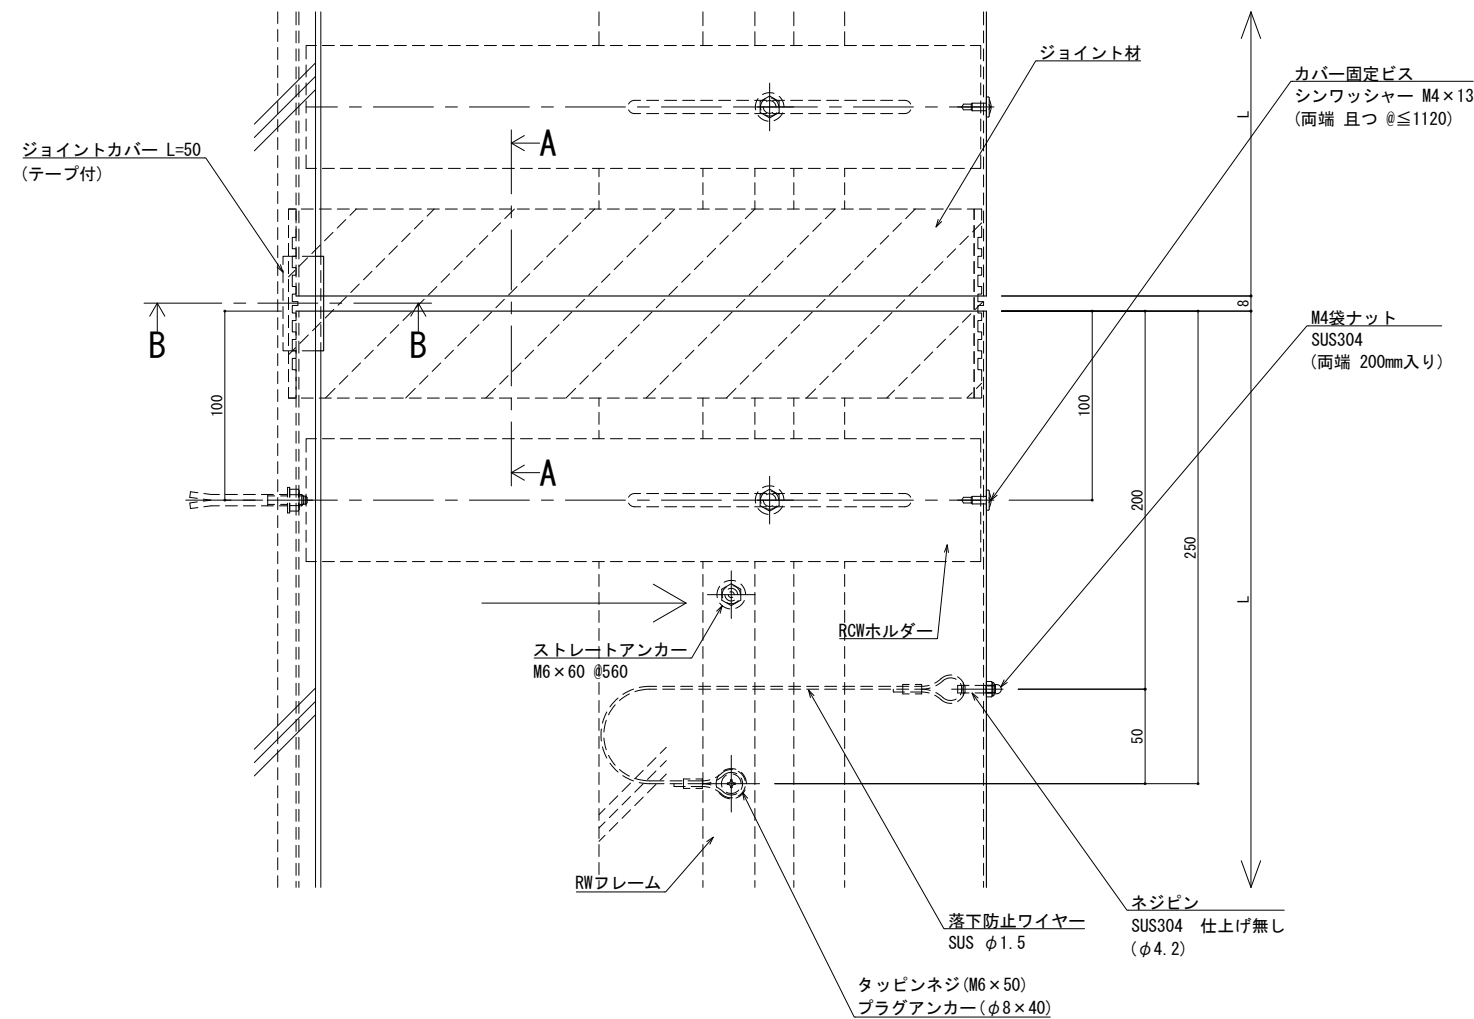 ジョイント材
カバー固定ビス
シンワッシャー M4×13
(両端 且つ @≦1120)
L
A
ジョイントカバー L=50
(テープ付)
8
B
B
M4袋ナット
SUS304
(両端 200mm入り)
100
100
A
200
250
L
RCWホルダー
ストレートアンカー
M6×60 @560
50
RWフレーム
ネジピン
SUS304 仕上げ無し
(φ4.2)
落下防止ワイヤー
SUS φ1.5
タッピンネジ(M6×50)
プラグアンカー(φ8×40)